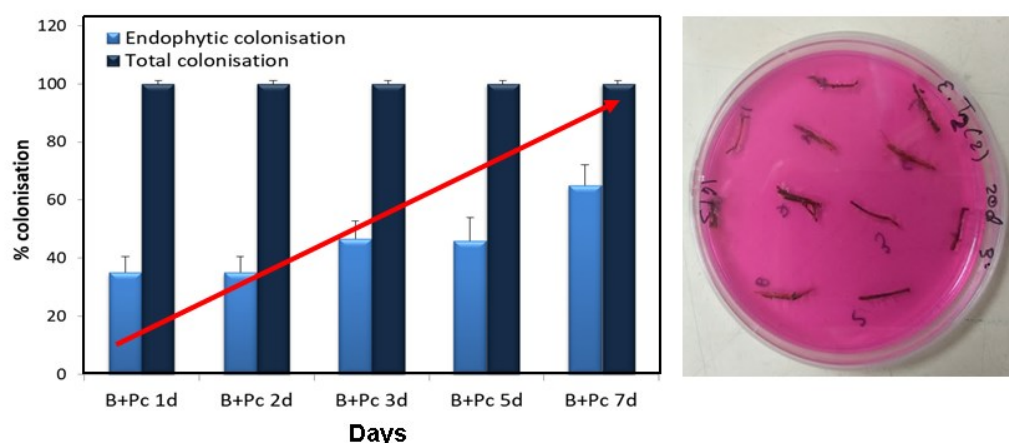 120
100
80
60
40
20
0
% colonisation
Endophytic colonisation
Total colonisation
B+Pc 1d B+Pc 2d B+Pc 3d B+Pc 5d B+Pc 7d
Days
20d
5